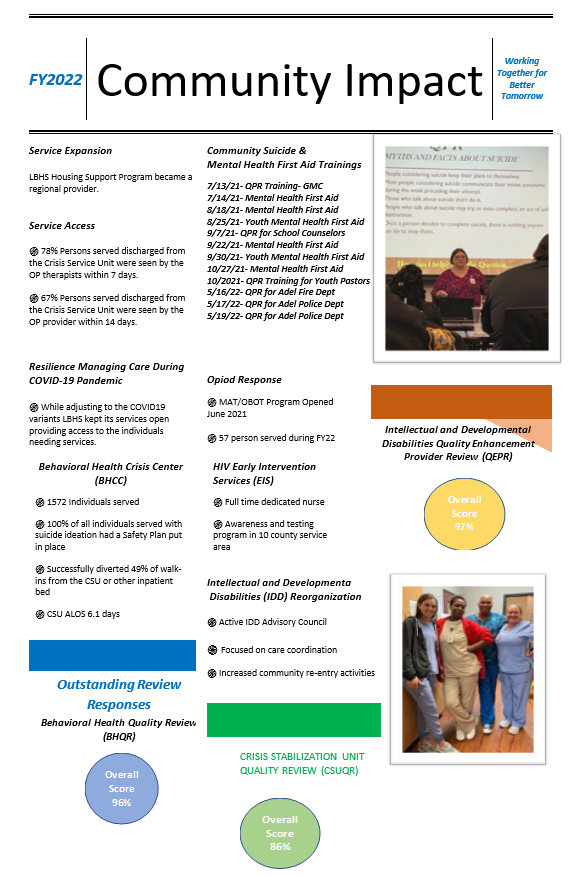 FY2022
Community Impact
Working
Together for
Better
Tomorrow
Service Expansion
LBHS Housing Support Program became a
regional provider.
Service Access
78% Persons served discharged from
the Crisis Service Unit were seen by the
OP therapists within 7 days.
67% Persons served discharged from
the Crisis Service Unit were seen by the
OP provider within 14 days.
Resilience Managing Care During
COVID-19 Pandemic
While adjusting to the COVID19
variants LBHS kept its services open
providing access to the individuals
needing services.
Behavioral Health Crisis Center
(BHCC)
1572 Individuals served
100% of all individuals served with
suicide ideation had a Safety Plan put
in place
Successfully diverted 49% of walk-
ins from the CSU or other inpatient
bed
CSU ALOS 6.1 days
Outstanding Review
Responses
Behavioral Health Quality Review
(BHQR)
Overall
Score
96%
Community Suicide &
Mental Health First Aid Trainings
7/13/21- QPR Training- GMC
7/14/21- Mental Health First Aid
8/18/21- Mental Health First Aid
8/25/21- Youth Mental Health First Aid
9/7/21- QPR for School Counselors
9/22/21- Mental Health First Aid
9/30/21- Youth Mental Health First Aid
10/27/21- Mental Health First Aid
10/2021- QPR Training for Youth Pastors
5/16/22- QPR for Adel Fire Dept
5/17/22- QPR for Adel Police Dept
5/19/22- QPR for Adel Police Dept
Opiod Response
MAT/OBOT Program Opened
June 2021
57 person served during FY22
HIV Early Intervention
Services (EIS)
Full time dedicated nurse
Awareness and testing
program in 10 county service
area
Intellectual and Developmenta
Disabilities (IDD) Reorganization
Active IDD Advisory Council
Focused on care coordination
Increased community re-entry activities
CRISIS STABILIZATION UNIT
QUALITY REVIEW (CSUQR)
Overall
Score
86%
QPR
MYTHS AND FACTS ABOUT SUICIDE
People considering suicide keep their plans to themselves.
Most people considering suicide communicate their intent sometime
during the week preceding their attempt.
Those who talk about suicide don't do it.
People who talk about suicide may try or even complete, an act of self
destruction.
Once a person decides to complete suicide, there is nothing anyone
can do to stop them.
Question
Intellectual and Developmental
Disabilities Quality Enhancement
Provider Review (QEPR)
Overall
Score
97%